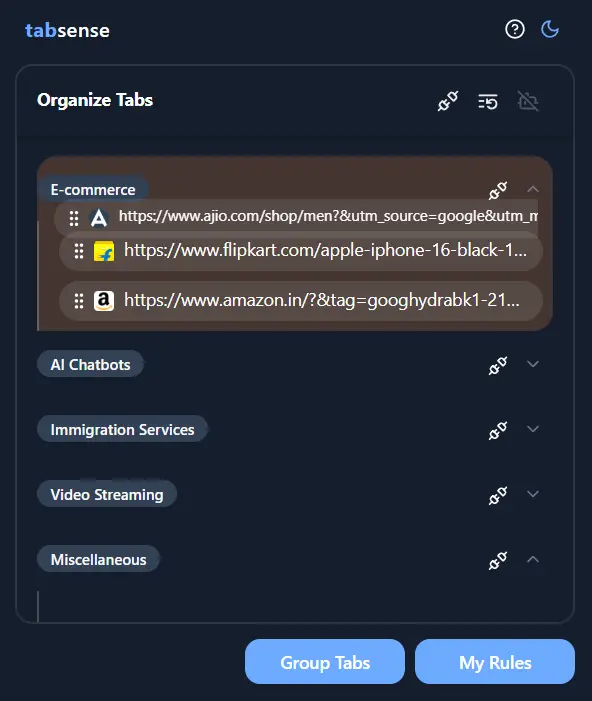 tabsense
Organize Tabs
E-commerce
https://www.ajio.com/shop/men?&utm_source=google&utm_m
https://www.flipkart.com/apple-iphone-16-black-1...
https://www.amazon.in/?&tag=googhydrabk1-21...
AI Chatbots
Immigration Services
Video Streaming
Miscellaneous
Group Tabs
My Rules